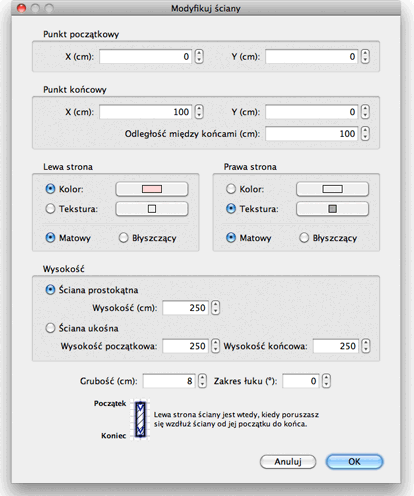 Modyfikuj ściany
Punkt początkowy
X (cm): 0 Y (cm): 0
Punkt końcowy
X (cm): 100 Y (cm): 0
Odległość między końcami (cm): 100
Lewa strona Prawa strona
Kolor: Kolor:
Tekstura: Tekstura:
Matowy Błyszczący Matowy Błyszczący
Wysokość
Ściana prostokątna
Wysokość (cm): 250
Ściana ukośna
Wysokość początkowa: 250 Wysokość końcowa: 250
Grubość (cm): 8 Zakres łuku (°): 0
Początek
Lewa strona ściany jest wtedy, kiedy poruszasz
się wzdłuż ściany od jej początku do końca.
Koniec
Anuluj OK